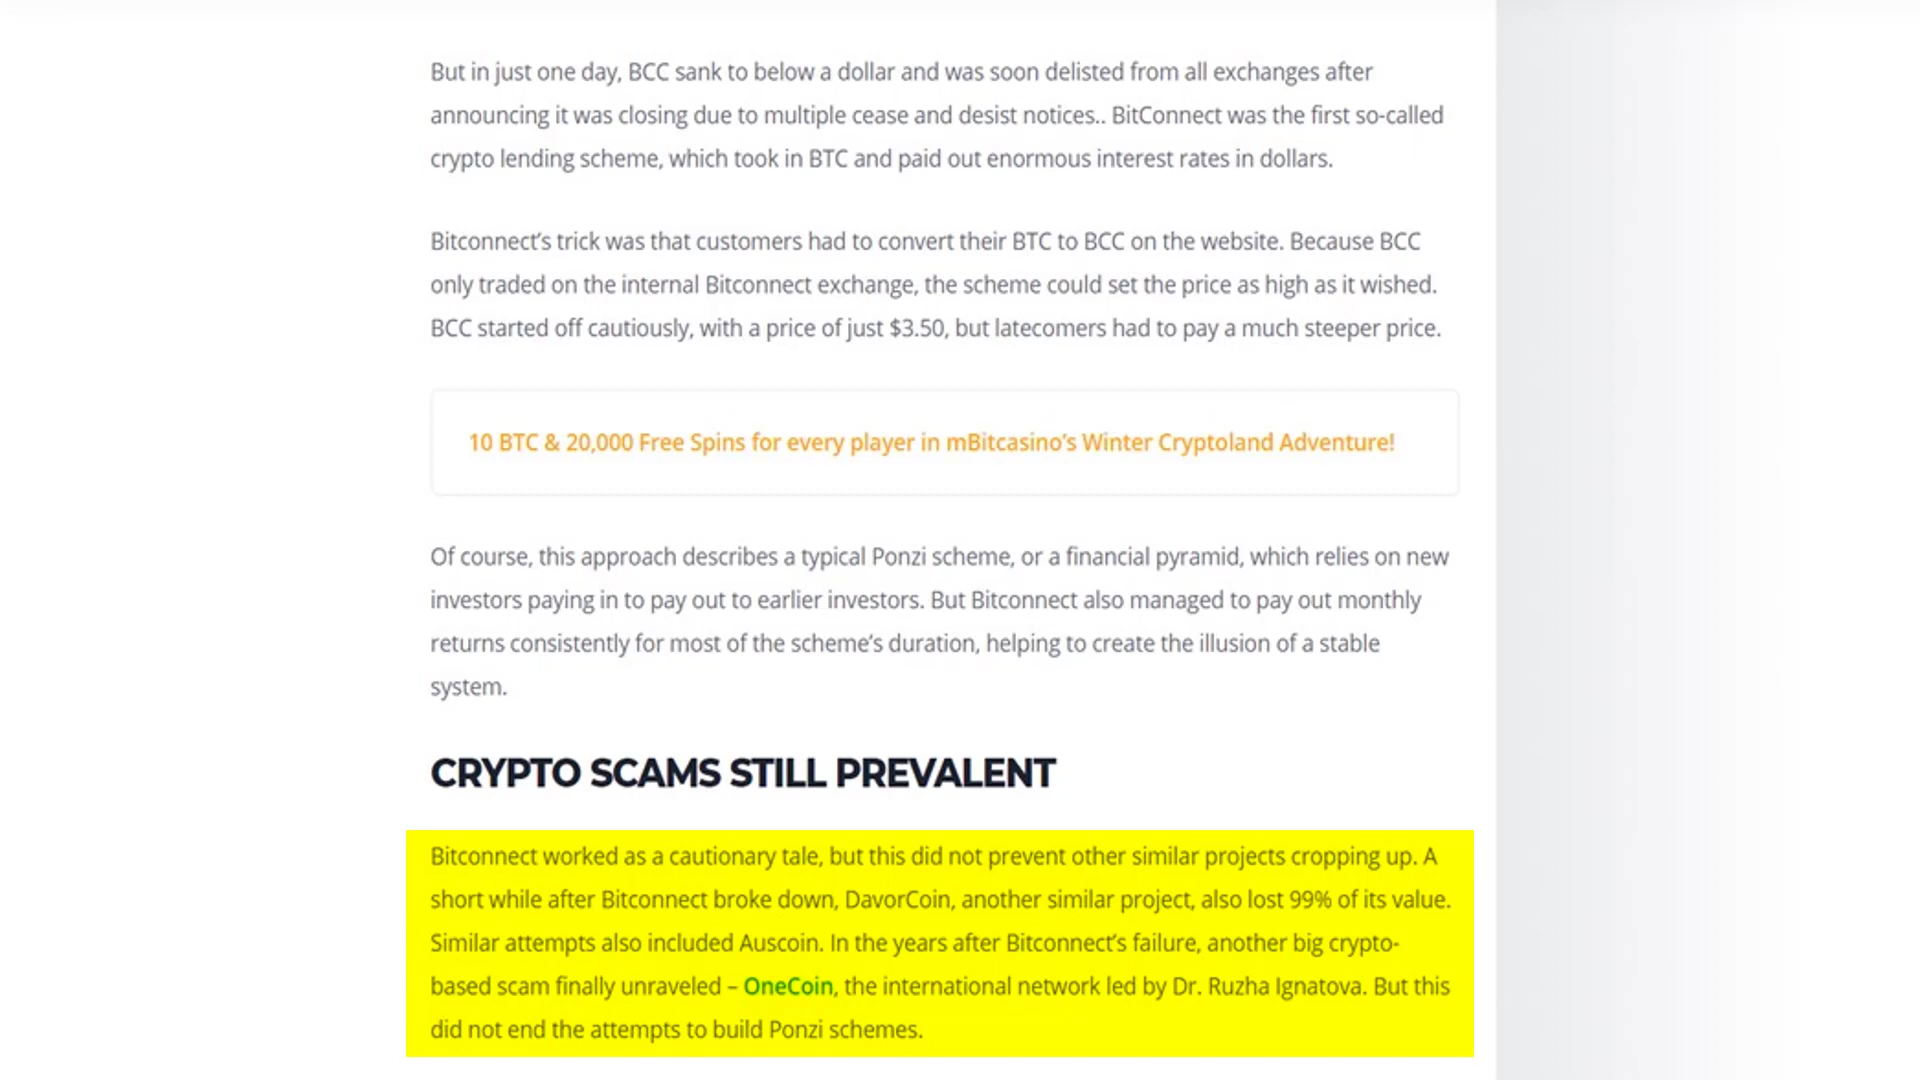 But in just one day, BCC sank to below a dollar and was soon delisted from all exchanges after
announcing it was closing due to multiple cease and desist notices.. BitConnect was the first so-called
crypto lending scheme, which took in BTC and paid out enormous interest rates in dollars.
Bitconnect’s trick was that customers had to convert their BTC to BCC on the website. Because BCC
only traded on the internal Bitconnect exchange, the scheme could set the price as high as it wished.
BCC started off cautiously, with a price of just $3.50, but latecomers had to pay a much steeper price.
10 BTC & 20,000 Free Spins for every player in mBitcasino’s Winter Cryptoland Adventure!
Of course, this approach describes a typical Ponzi scheme, or a financial pyramid, which relies on new
investors paying in to pay out to earlier investors. But Bitconnect also managed to pay out monthly
returns consistently for most of the scheme’s duration, helping to create the illusion of a stable
system.
CRYPTO SCAMS STILL PREVALENT
Bitconnect worked as a cautionary tale, but this did not prevent other similar projects cropping up. A
short while after Bitconnect broke down, DavorCoin, another similar project, also lost 99% of its value.
Similar attempts also included Auscoin. In the years after Bitconnect’s failure, another big crypto-
based scam finally unraveled – OneCoin, the international network led by Dr. Ruzha Ignatova. But this
did not end the attempts to build Ponzi schemes.